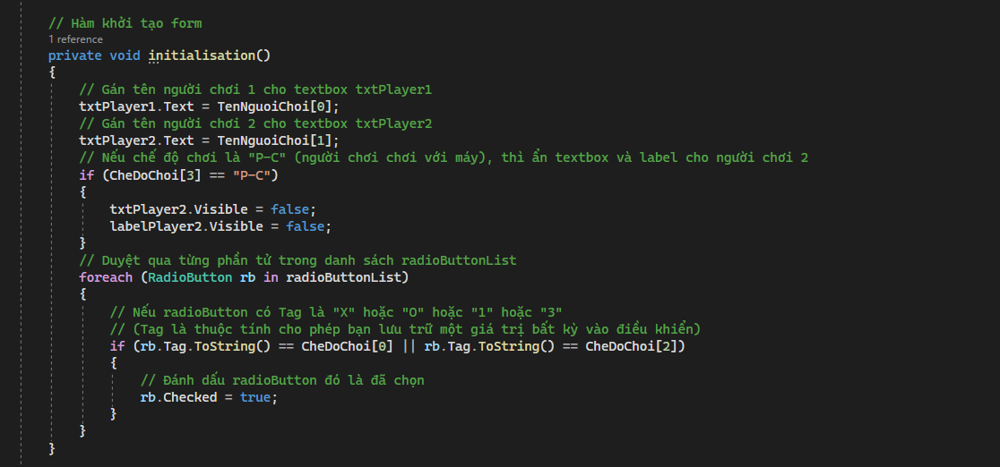 // Hàm khởi tạo form
1 reference
private void initialisation()
{
// Gán tên người chơi 1 cho textbox txtPlayer1
txtPlayer1.Text = TenNguoiChoi[0];
// Gán tên người chơi 2 cho textbox txtPlayer2
txtPlayer2.Text = TenNguoiChoi[1];
// Nếu chế độ chơi là "P-C" (người chơi chơi với máy), thì ẩn textbox và label cho người chơi 2
if (CheDoChoi[3] == "P-C")
{
txtPlayer2.Visible = false;
labelPlayer2.Visible = false;
}
// Duyệt qua từng phần tử trong danh sách radioButtonList
foreach (RadioButton rb in radioButtonList)
{
// Nếu radioButton có Tag là "X" hoặc "O" hoặc "1" hoặc "3"
// (Tag là thuộc tính cho phép bạn lưu trữ một giá trị bất kỳ vào điều khiển)
if (rb.Tag.ToString() == CheDoChoi[0] || rb.Tag.ToString() == CheDoChoi[2])
{
// Đánh dấu radioButton đó là đã chọn
rb.Checked = true;
}
}
}